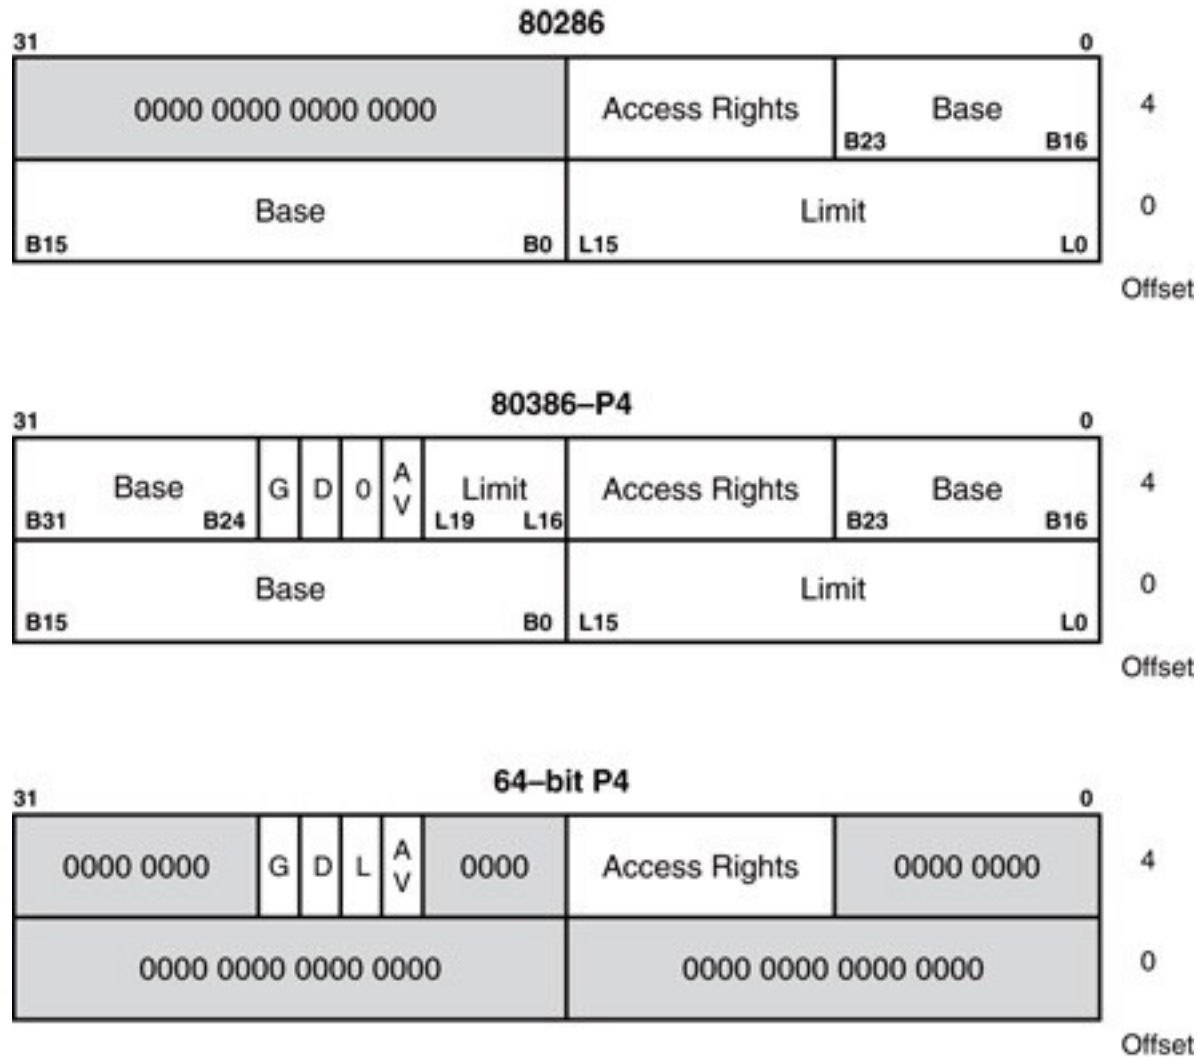 80286
31 0
0000 0000 0000 0000 Access Rights Base 4
B23 B16
Base Limit 0
B15 B0 L15 L0
Offset
80386–P4
31 0
Base G D 0 A V Limit Access Rights Base 4
B31 B24 L19 L16 B23 B16
Base Limit 0
B15 B0 L15 L0
Offset
64–bit P4
31 0
0000 0000 G D L A V 0000 Access Rights 0000 0000 4
0000 0000 0000 0000 0000 0000 0000 0000 0
Offset